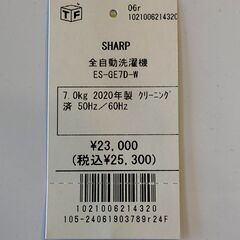 TF
06r
1021006214320
SHARP
全自動洗濯機
ES-GE7D-W
7.0kg 2020年製 クリーニング
済 50Hz/60Hz
¥23,000
(税込¥25,300)
1021006214320
105-24061903789r24F